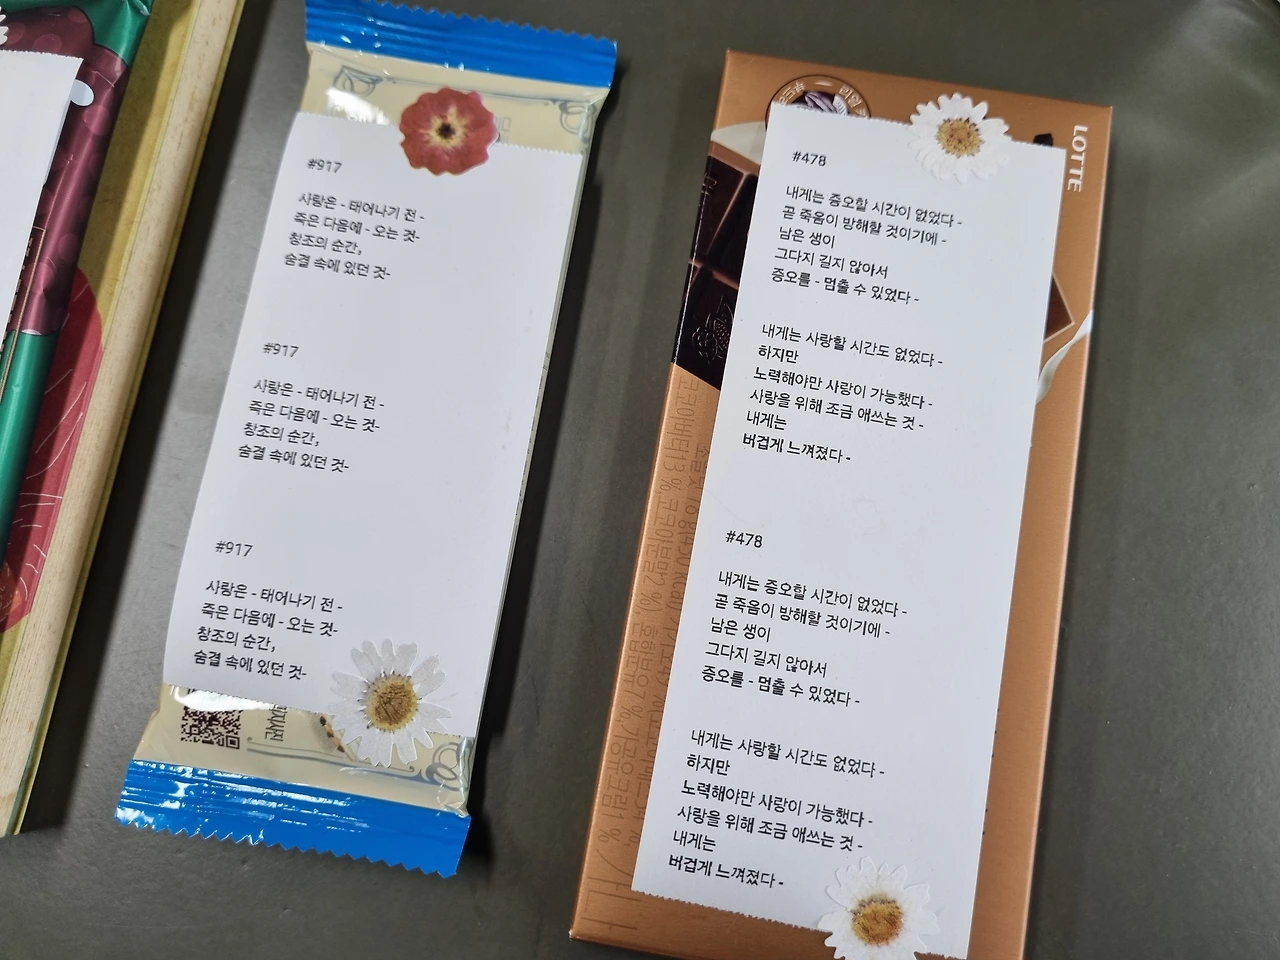 #917
사랑은 - 태어나기 전 -
죽은 다음에 - 오는 것-
창조의 순간,
숨결 속에 있던 것-
#917
사랑은 - 태어나기 전 -
죽은 다음에 - 오는 것-
창조의 순간,
숨결 속에 있던 것-
#917
사랑은 - 태어나기 전 -
죽은 다음에 - 오는 것-
창조의 순간,
숨결 속에 있던 것-
LOTTE
#478
내게는 증오할 시간이 없었다 -
곧 죽음이 방해할 것이기에 -
남은 생이
그다지 길지 않아서
증오를 - 멈출 수 있었다 -
내게는 사랑할 시간도 없었다 -
하지만
노력해야만 사랑이 가능했다 -
사랑을 위해 조금 애쓰는 것 -
내게는
버겁게 느껴졌다 -
#478
내게는 증오할 시간이 없었다 -
곧 죽음이 방해할 것이기에 -
남은 생이
그다지 길지 않아서
증오를 - 멈출 수 있었다 -
내게는 사랑할 시간도 없었다 -
하지만
노력해야만 사랑이 가능했다 -
사랑을 위해 조금 애쓰는 것 -
내게는
버겁게 느껴졌다 -